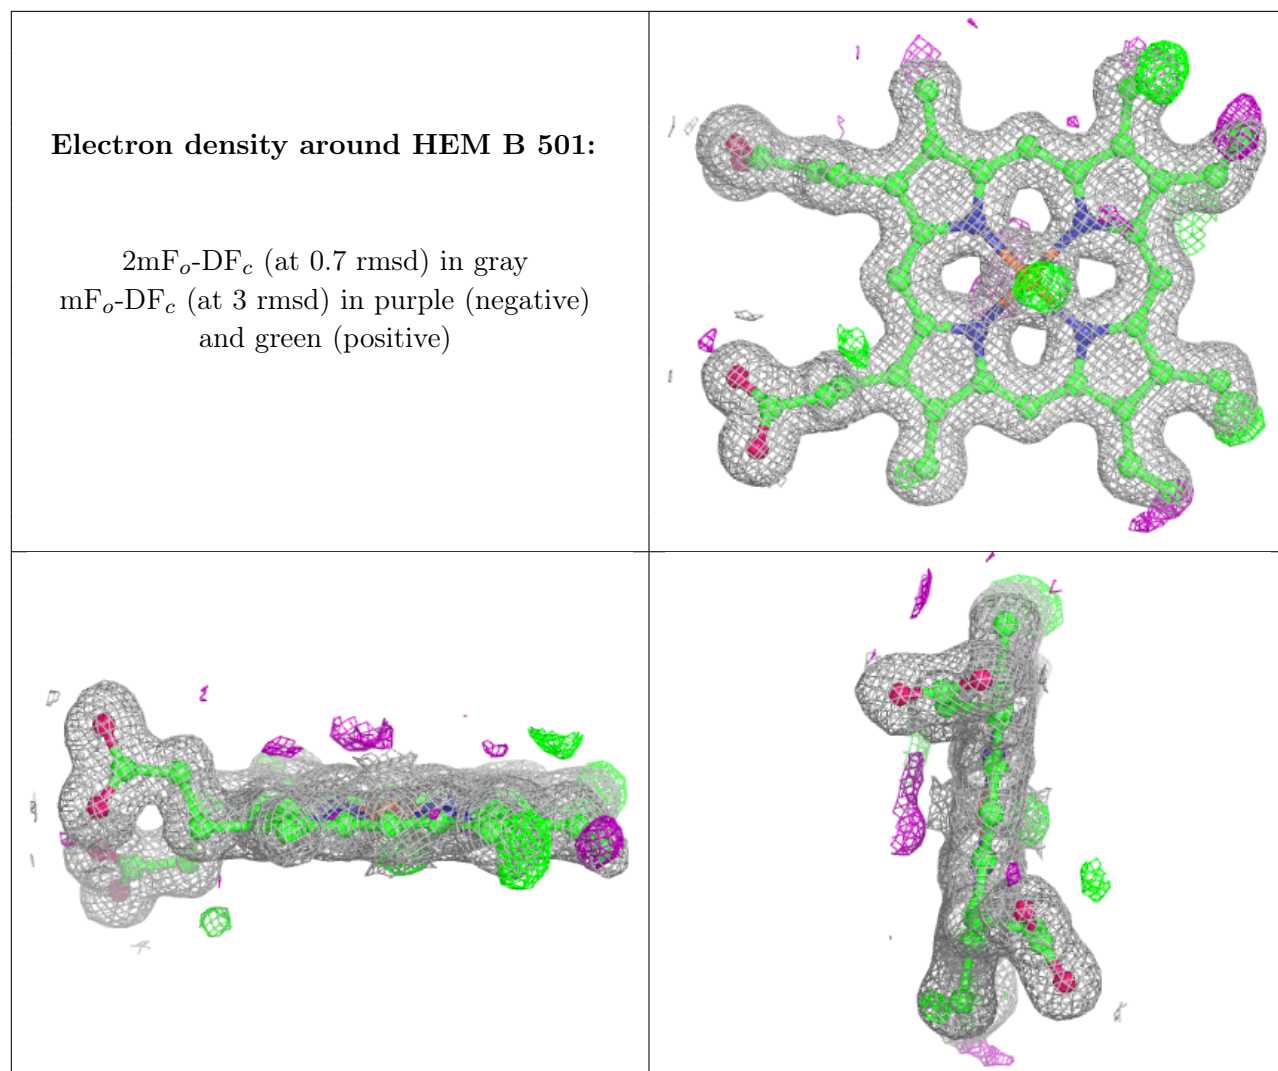 Electron density around HEM B 501:
2mFₒ-DF𝒸 (at 0.7 rmsd) in gray
mFₒ-DF𝒸 (at 3 rmsd) in purple (negative)
and green (positive)